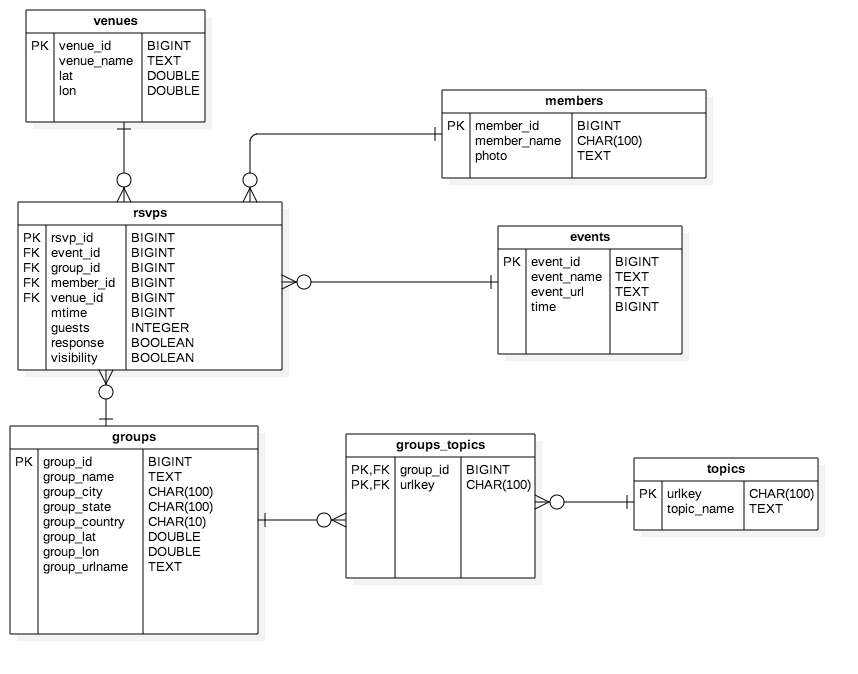 venues
PK venue_id BIGINT
venue_name TEXT
lat DOUBLE
lon DOUBLE
members
PK member_id BIGINT
member_name CHAR(100)
photo TEXT
rsvps
PK rsvp_id BIGINT
FK event_id BIGINT
FK group_id BIGINT
FK member_id BIGINT
FK venue_id BIGINT
mtime BIGINT
guests INTEGER
response BOOLEAN
visibility BOOLEAN
events
PK event_id BIGINT
event_name TEXT
event_url TEXT
time BIGINT
groups
PK group_id BIGINT
group_name TEXT
group_city CHAR(100)
group_state CHAR(100)
group_country CHAR(10)
group_lat DOUBLE
group_lon DOUBLE
group_urlname TEXT
groups_topics
PK,FK group_id BIGINT
PK,FK urlkey CHAR(100)
topics
PK urlkey CHAR(100)
topic_name TEXT